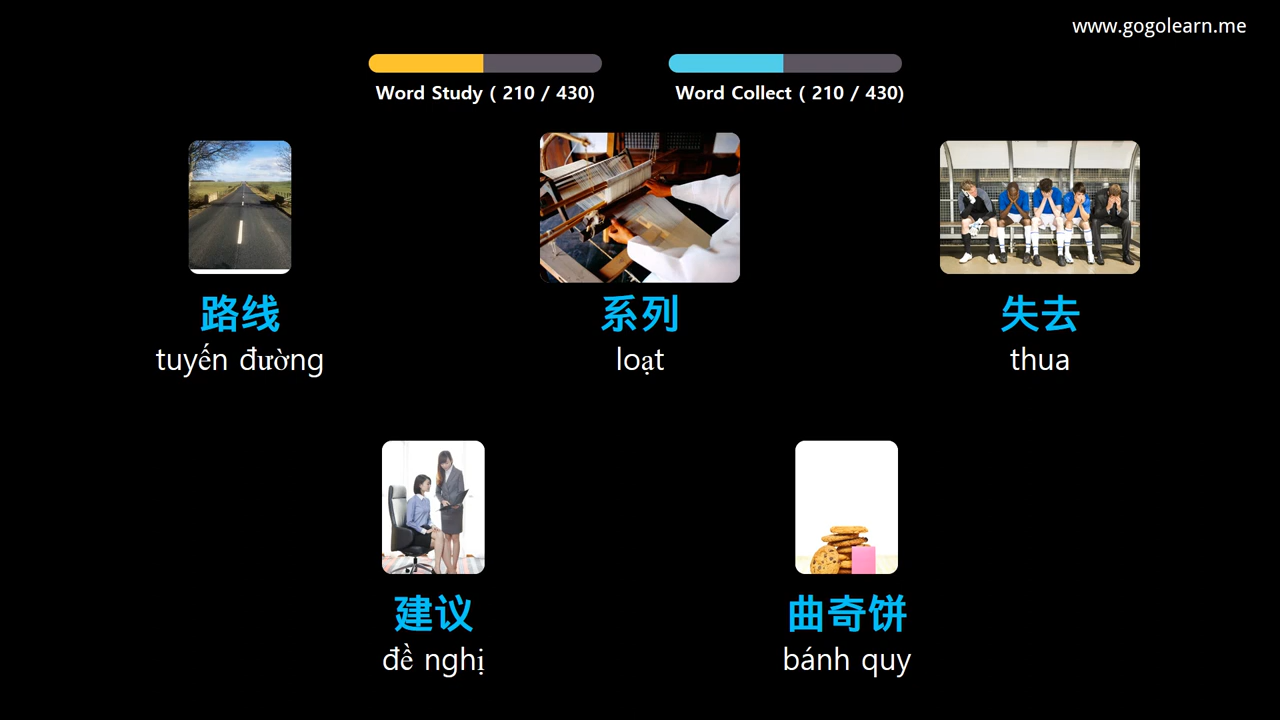 www.gogolearn.me
Word Study ( 210 / 430)
Word Collect ( 210 / 430)
路线
tuyến đường
系列
loạt
失去
thua
建议
đề nghị
曲奇饼
bánh quy